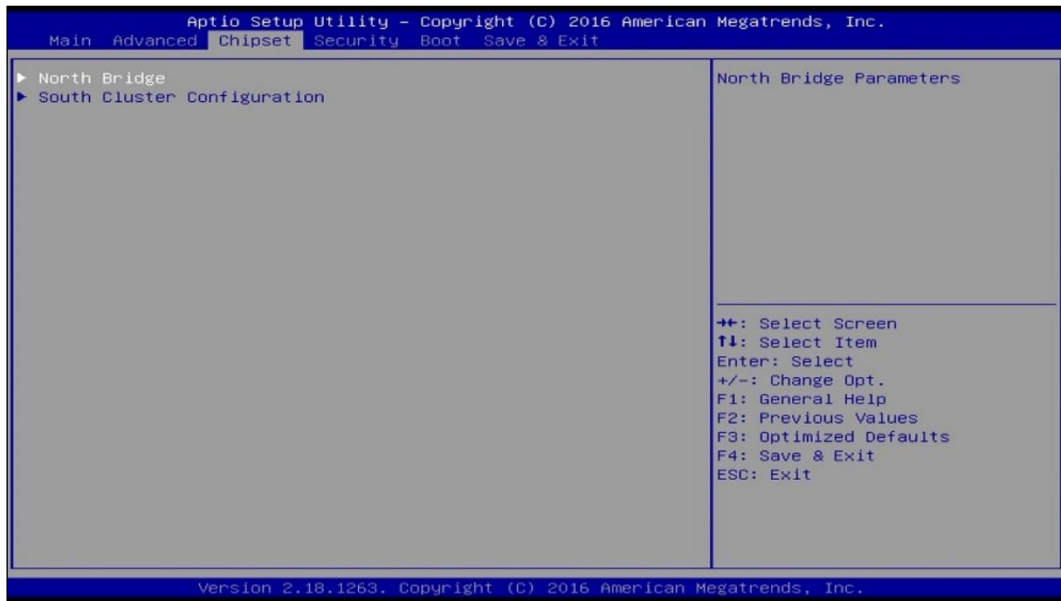 Aptio Setup Utility – Copyright (C) 2016 American Megatrends, Inc.
Main Advanced Chipset Security Boot Save & Exit
▶ North Bridge
▶ South Cluster Configuration
North Bridge Parameters
→←: Select Screen
↑↓: Select Item
Enter: Select
+/-: Change Opt.
F1: General Help
F2: Previous Values
F3: Optimized Defaults
F4: Save & Exit
ESC: Exit
Version 2.18.1263. Copyright (C) 2016 American Megatrends, Inc.